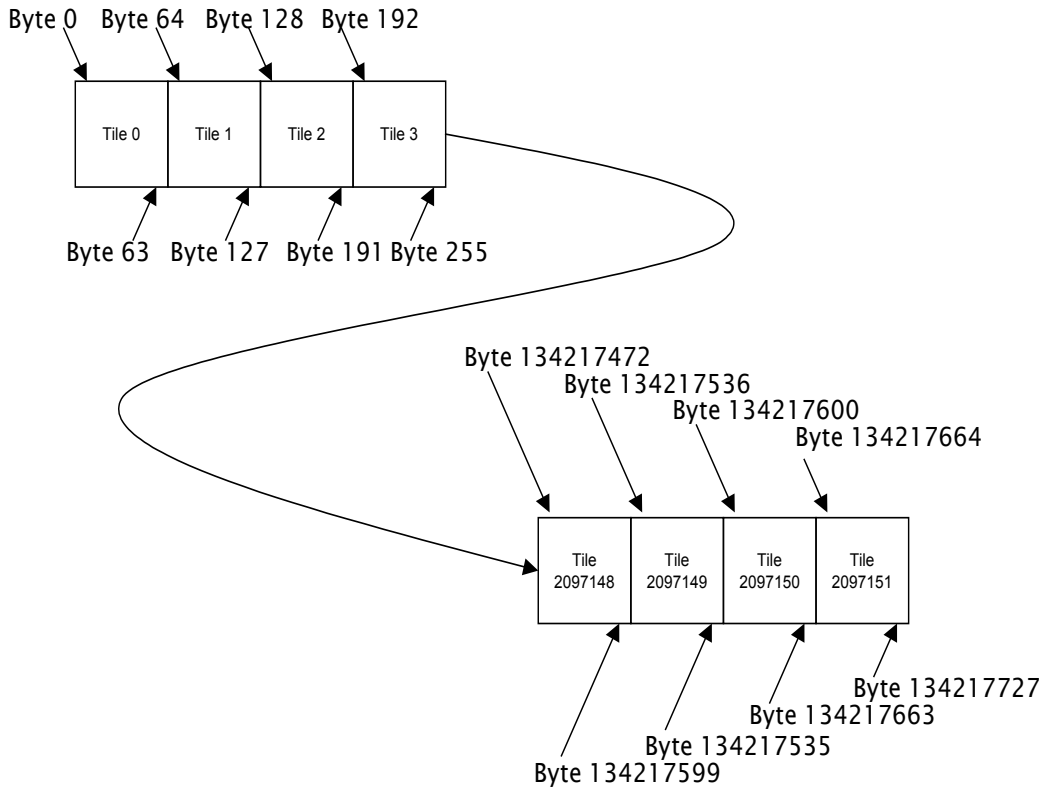 Byte 0 Byte 64 Byte 128 Byte 192
Tile 0 Tile 1 Tile 2 Tile 3
Byte 63 Byte 127 Byte 191 Byte 255
Byte 134217472
Byte 134217536
Byte 134217600
Byte 134217664
Tile Tile Tile Tile
2097148 2097149 2097150 2097151
Byte 134217727
Byte 134217663
Byte 134217535
Byte 134217599